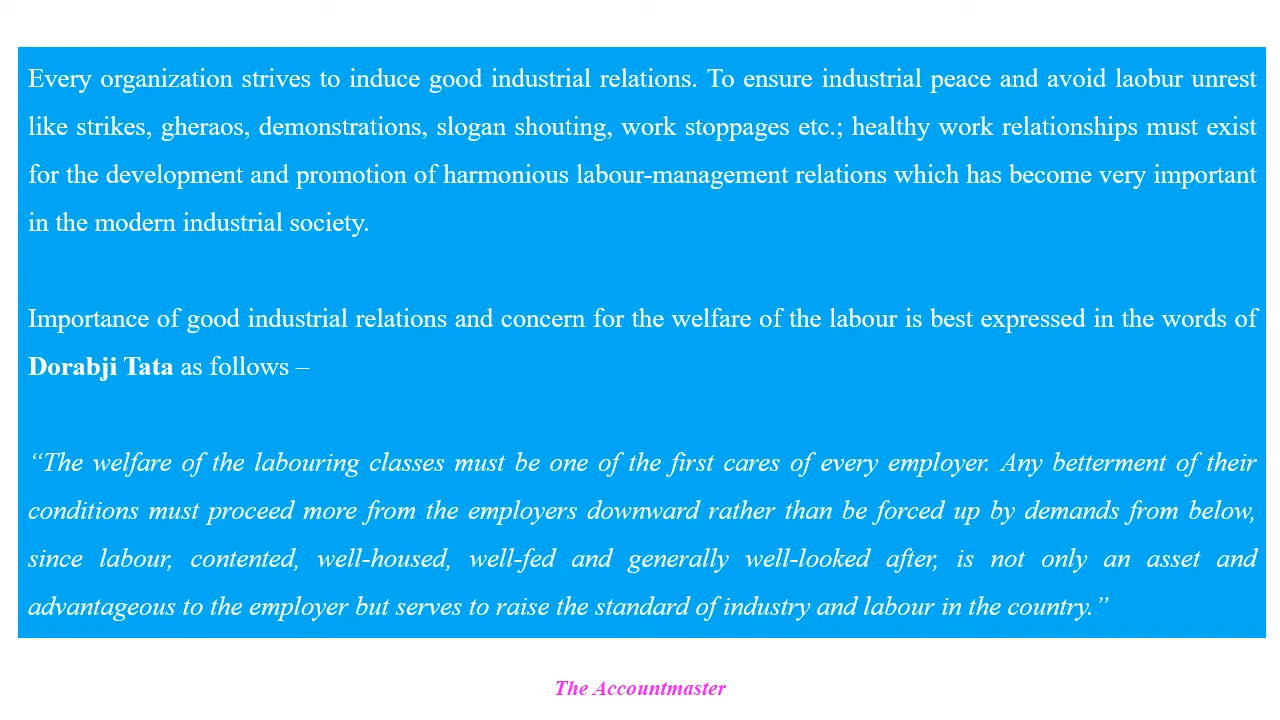 Every organization strives to induce good industrial relations. To ensure industrial peace and avoid laobur unrest
like strikes, gheraos, demonstrations, slogan shouting, work stoppages etc.; healthy work relationships must exist
for the development and promotion of harmonious labour-management relations which has become very important
in the modern industrial society.
Importance of good industrial relations and concern for the welfare of the labour is best expressed in the words of
Dorabji Tata as follows –
“The welfare of the labouring classes must be one of the first cares of every employer. Any betterment of their
conditions must proceed more from the employers downward rather than be forced up by demands from below,
since labour, contented, well-housed, well-fed and generally well-looked after, is not only an asset and
advantageous to the employer but serves to raise the standard of industry and labour in the country.”
The Accountmaster